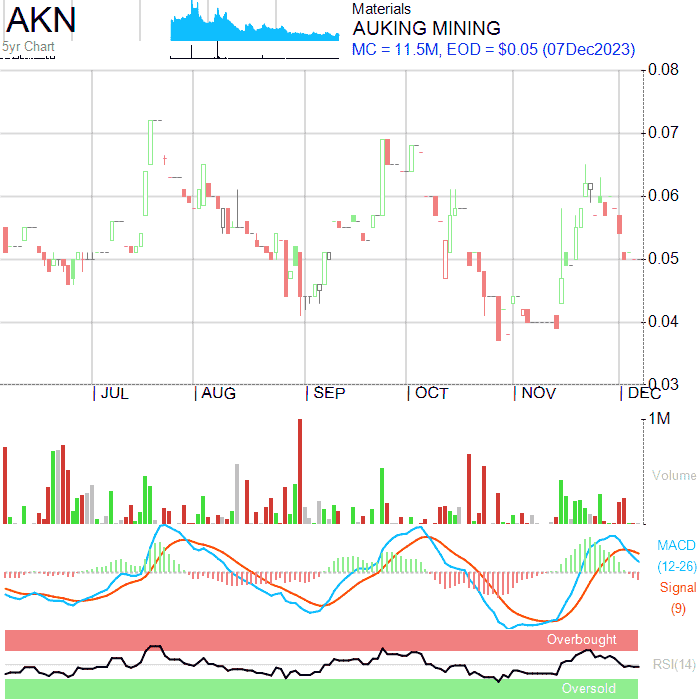 AKN
5yr Chart
Materials
AUKING MINING
MC = 11.5M, EOD = $0.05 (07Dec2023)
0.08
0.07
0.06
0.05
0.04
0.03
JUL AUG SEP OCT NOV DEC
1M
Volume
MACD
(12-26)
Signal
(9)
Overbought
RSI(14)
Oversold